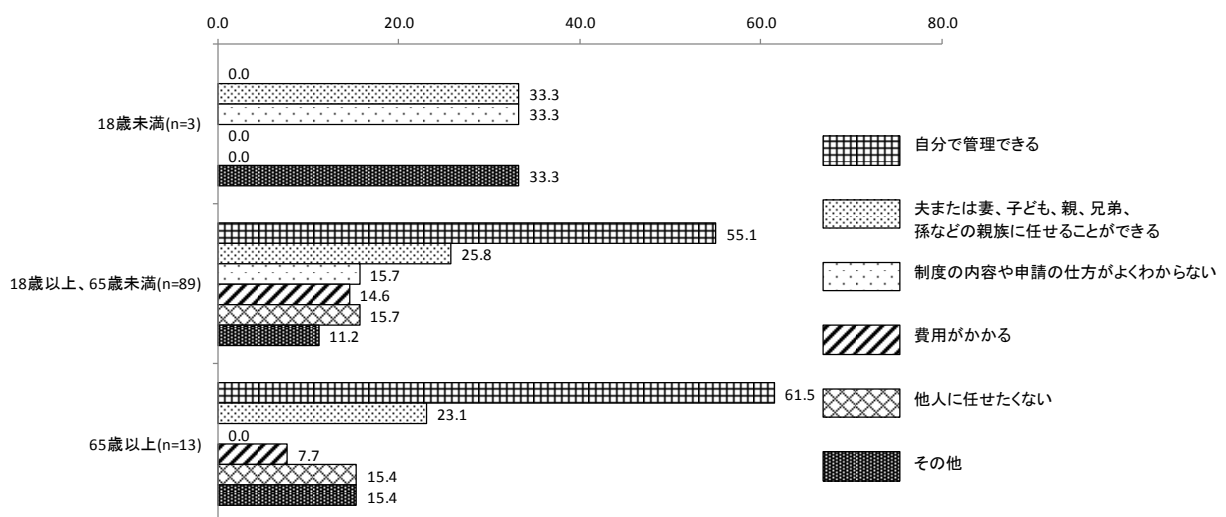 0.0 20.0 40.0 60.0 80.0
18歳未満(n=3)
0.0
33.3
33.3
0.0
0.0
33.3
18歳以上、65歳未満(n=89)
55.1
25.8
15.7
14.6
15.7
11.2
65歳以上(n=13)
61.5
23.1
0.0
7.7
15.4
15.4
自分で管理できる
夫または妻、子ども、親、兄弟、
孫などの親族に任せることができる
制度の内容や申請の仕方がよくわからない
費用がかかる
他人に任せたくない
その他